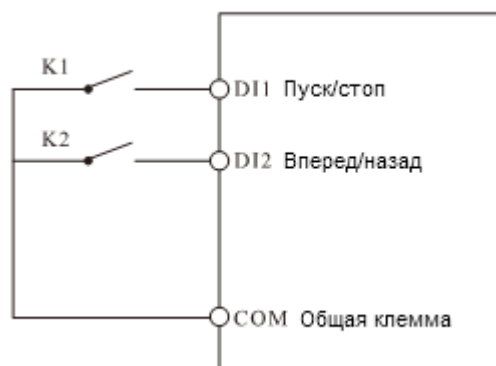 K1
DI1 Пуск/стоп
K2
DI2 Вперед/назад
COM Общая клемма